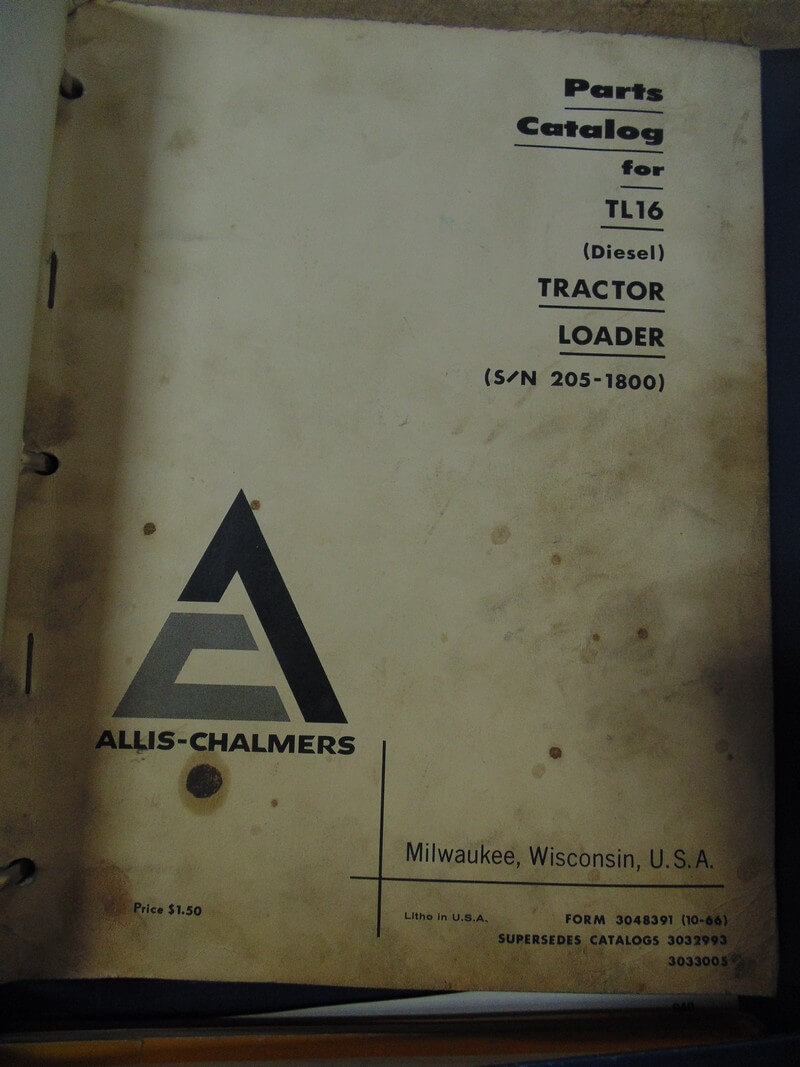 Parts
Catalog
for
TL16
(Diesel)
TRACTOR
LOADER
(S/N 205-1800)
ALLIS-CHALMERS
Milwaukee, Wisconsin, U.S.A.
Price $1.50
Litho in U.S.A.
FORM 3048391 (10-66)
SUPERSEDES CATALOGS 3032993
3033005